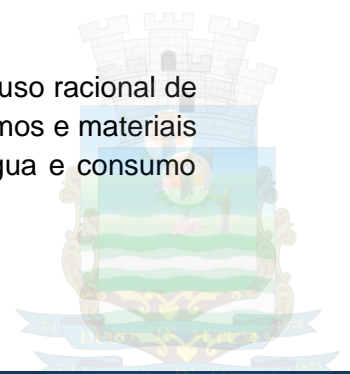 uso racional de
mos e materiais
gua e consumo